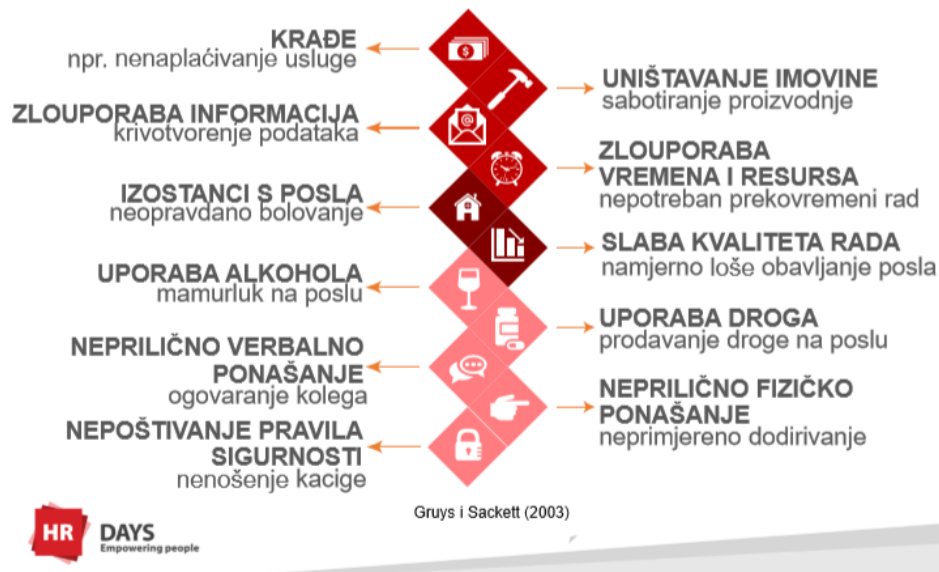 KRAĐE
npr. nenaplaćivanje usluge
UNIŠTAVANJE IMOVINE
sabotiranje proizvodnje
ZLOUPORABA INFORMACIJA
krivotvorenje podataka
ZLOUPORABA
VREMENA I RESURSA
nepotreban prekovremeni rad
IZOSTANCI S POSLA
neopravdano bolovanje
SLABA KVALITETA RADA
namjerno loše obavljanje posla
UPORABA ALKOHOLA
mamurluk na poslu
UPORABA DROGA
prodavanje droge na poslu
NEPRILIČNO VERBALNO
PONAŠANJE
ogovaranje kolega
NEPRILIČNO FIZIČKO
PONAŠANJE
neprimjereno dodirivanje
NEPOŠTIVANJE PRAVILA
SIGURNOSTI
nenošenje kacige
Gruys i Sackett (2003)
HR DAYS
Empowering people